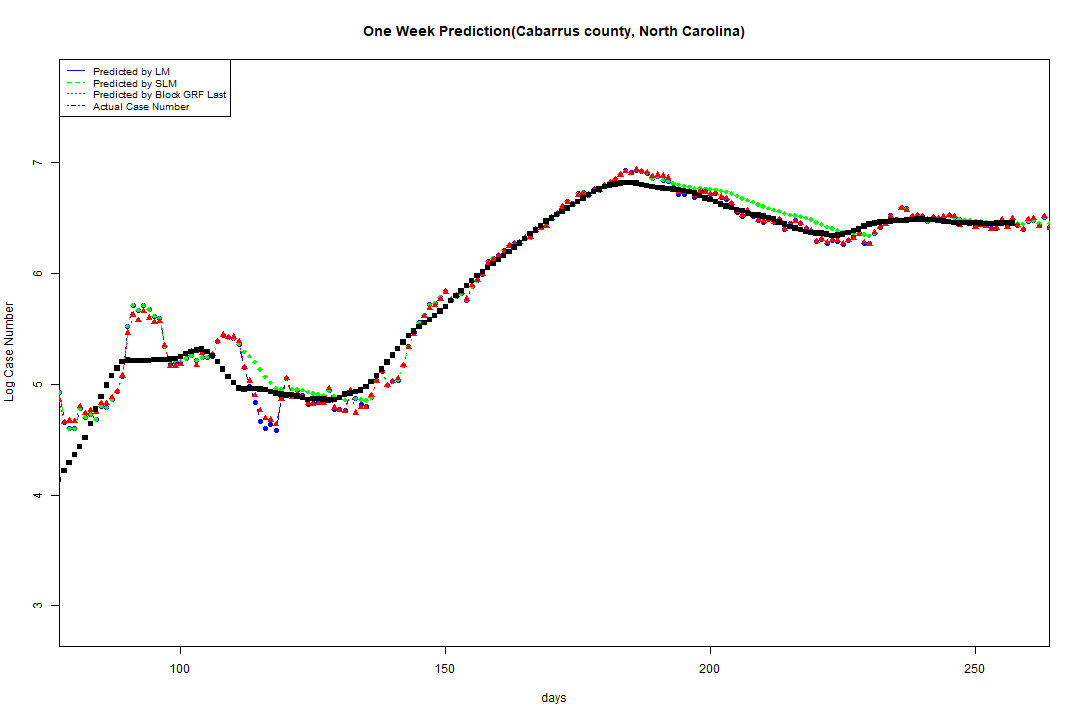 One Week Prediction(Cabarrus county, North Carolina)
Predicted by LM
Predicted by SLM
Predicted by Block GRF Last
Actual Case Number
7
6
5
4
3
Log Case Number
100 150 200 250
days